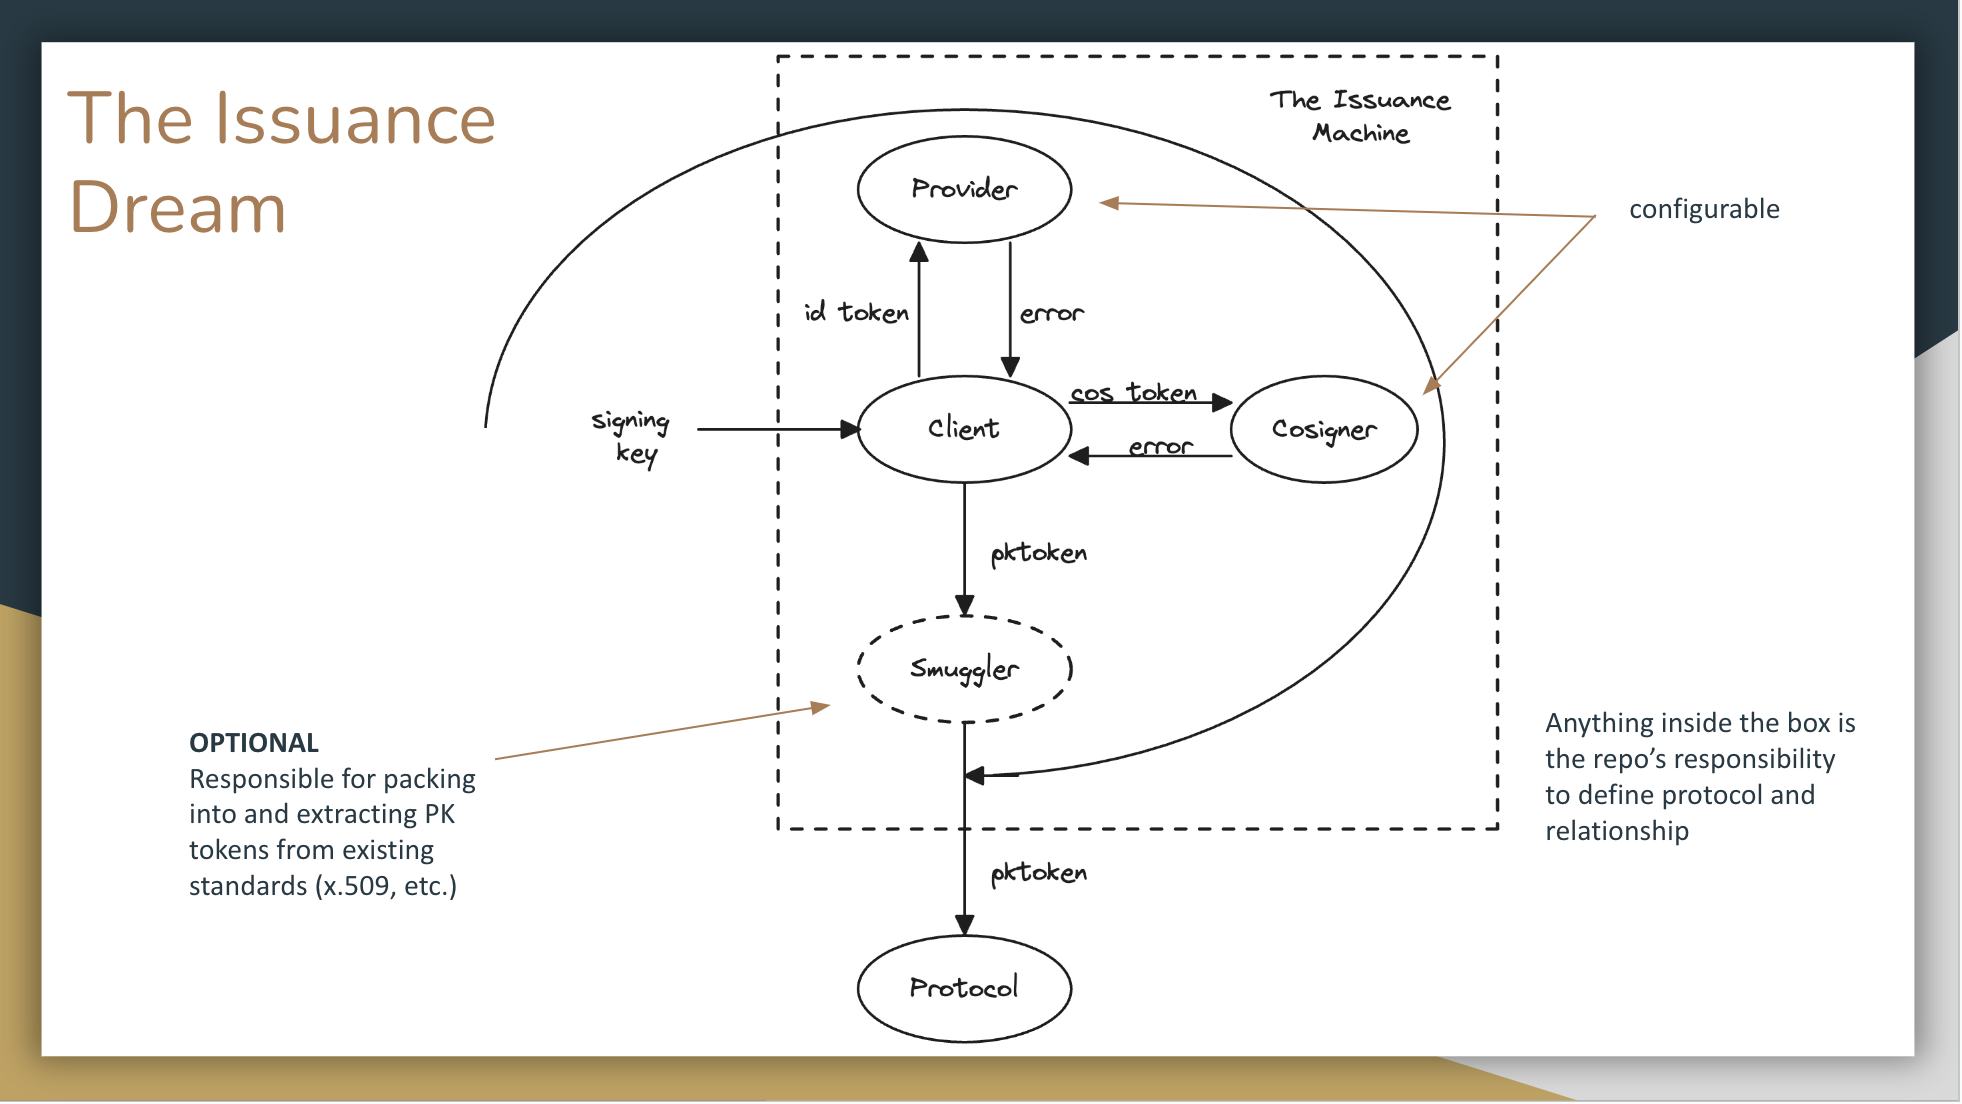 The Issuance
Dream
The Issuance
Machine
Provider
configurable
id token
error
signing
key
Client
cos token
error
Cosigner
pktoken
Smuggler
OPTIONAL
Responsible for packing
into and extracting PK
tokens from existing
standards (x.509, etc.)
Anything inside the box is
the repo’s responsibility
to define protocol and
relationship
pktoken
Protocol